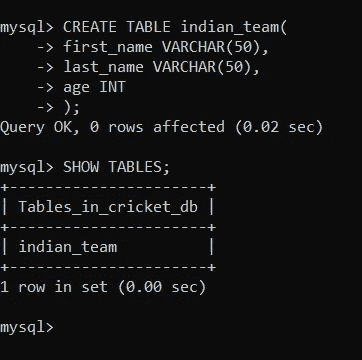 mysql> CREATE TABLE indian_team(
    -> first_name VARCHAR(50),
    -> last_name VARCHAR(50),
    -> age INT
    -> );
Query OK, 0 rows affected (0.02 sec)
mysql> SHOW TABLES;
+----------------------+
| Tables_in_cricket_db |
+----------------------+
| indian_team          |
+----------------------+
1 row in set (0.00 sec)
mysql>